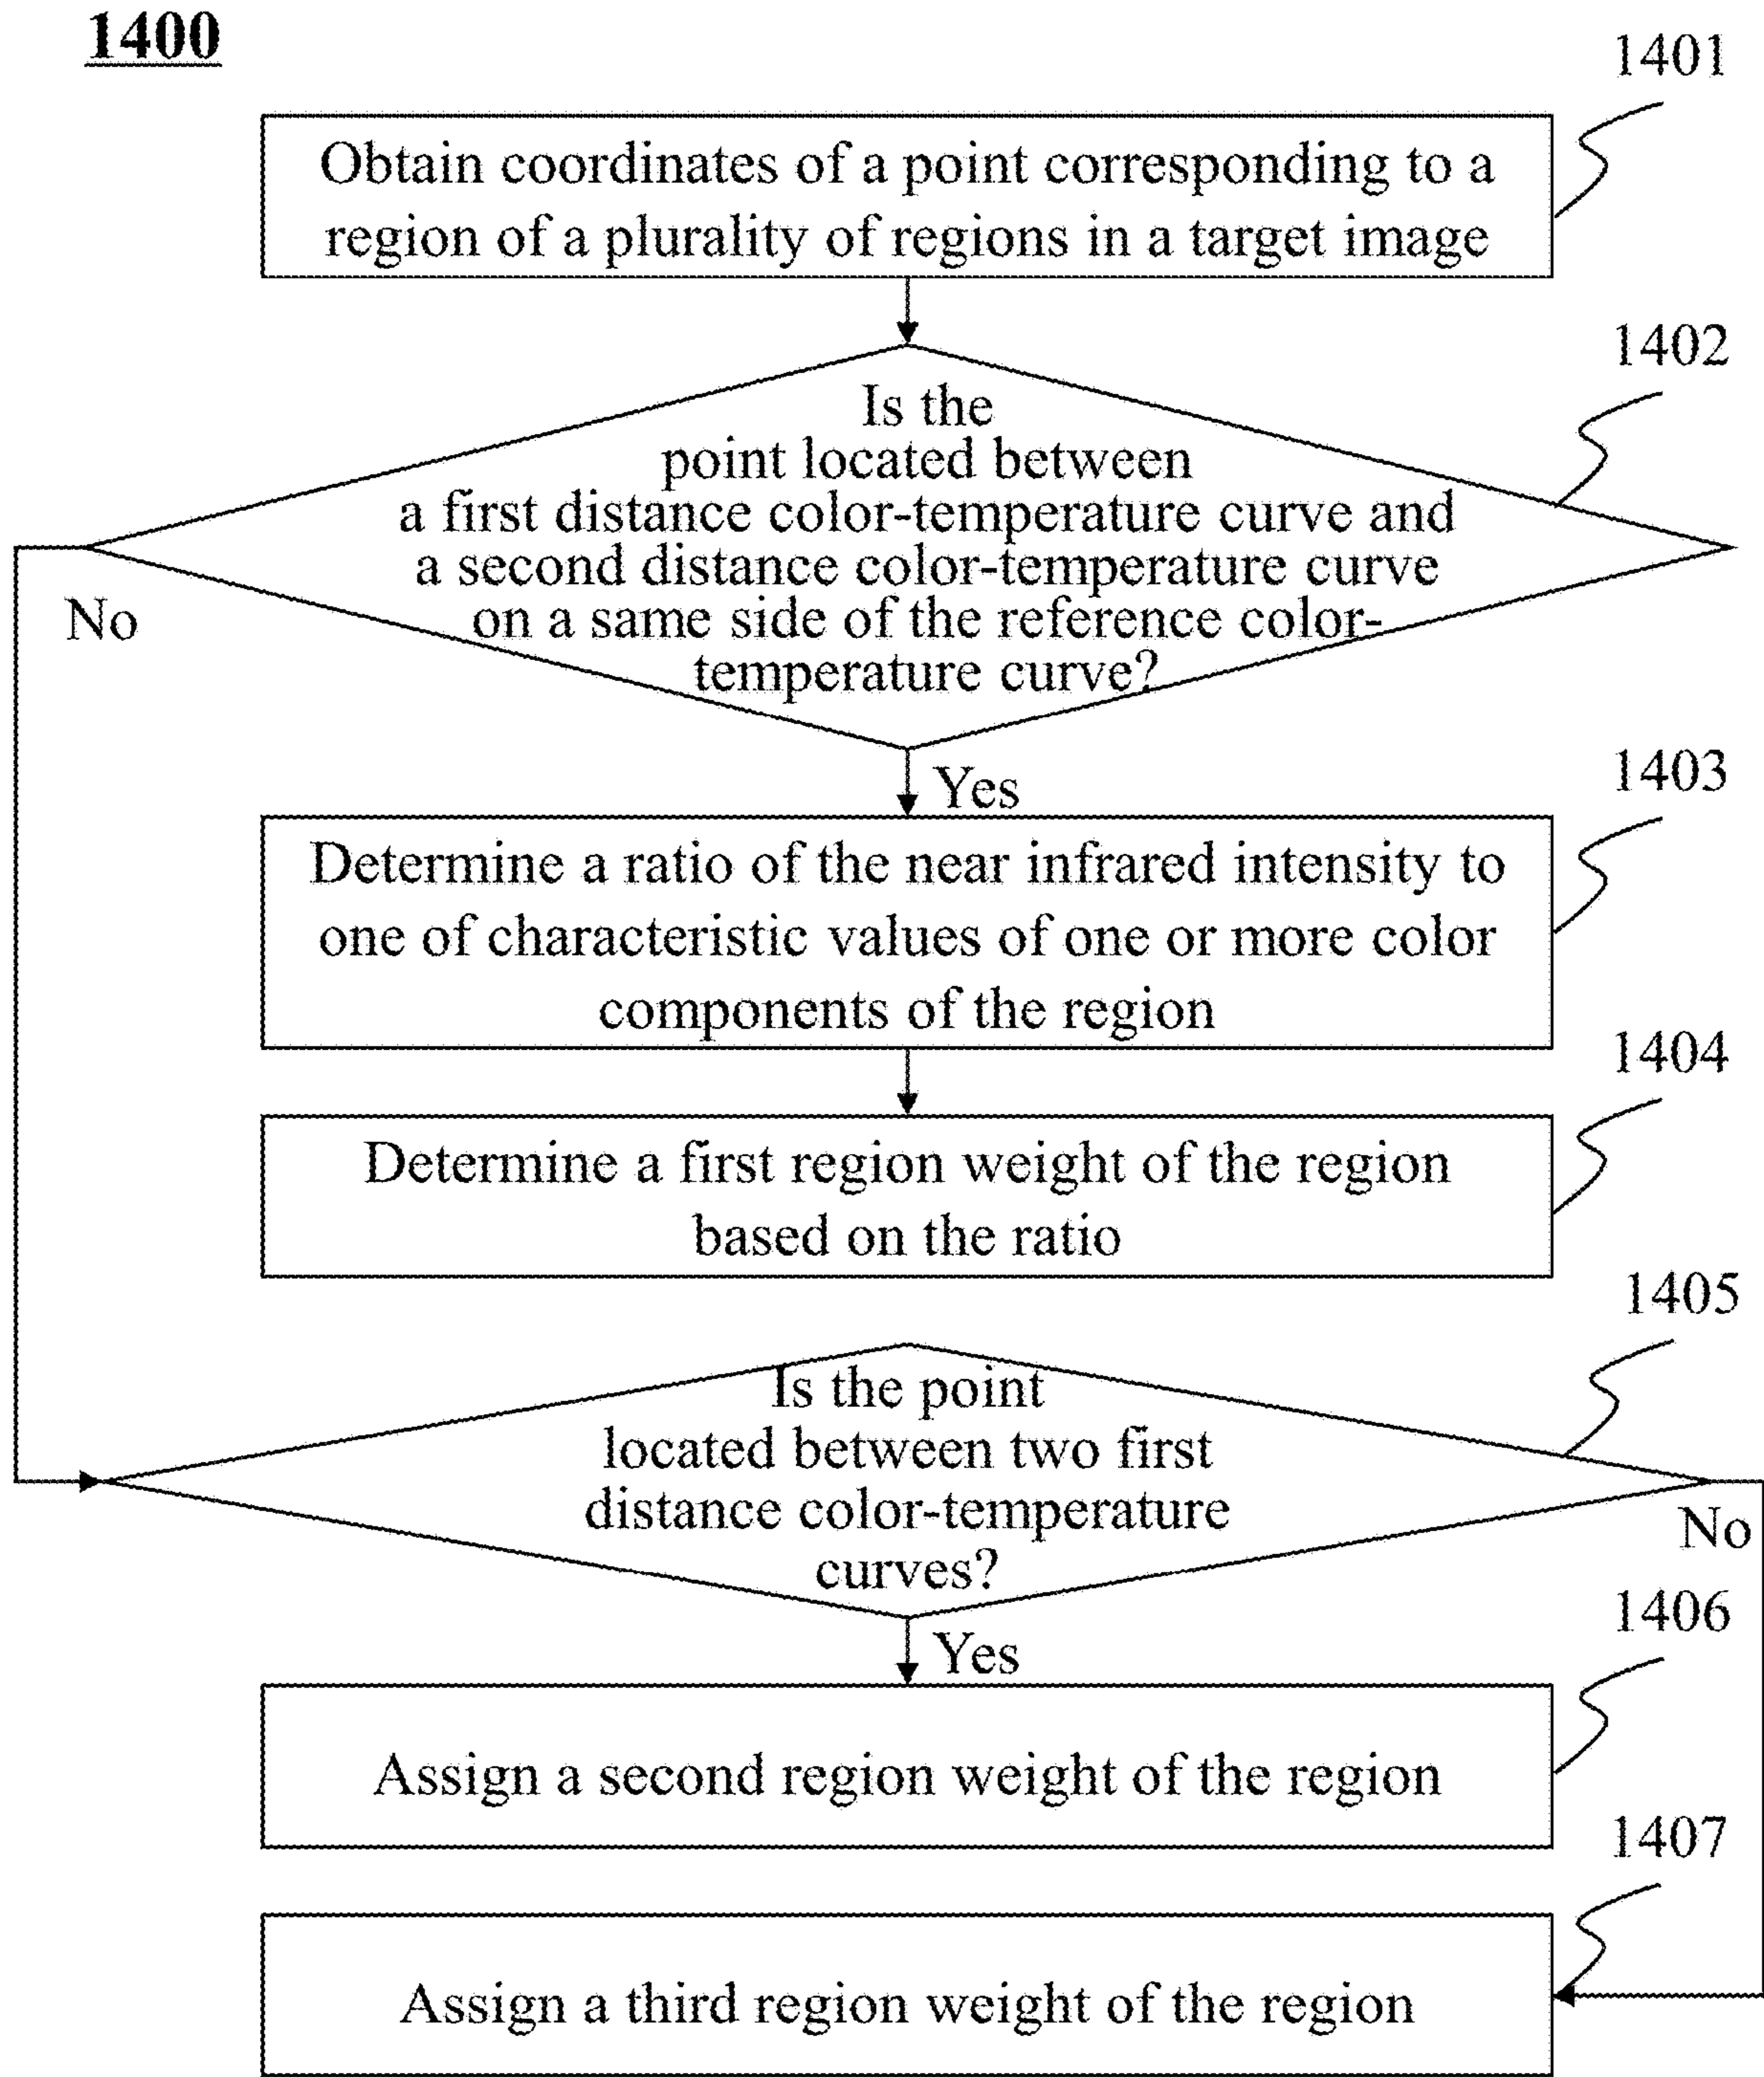 1400
1401
Obtain coordinates of a point corresponding to a
region of a plurality of regions in a target image
1402
Is the
point located between
a first distance color-temperature curve and
a second distance color-temperature curve
on a same side of the reference color-
temperature curve?
No
Yes
1403
Determine a ratio of the near infrared intensity to
one of characteristic values of one or more color
components of the region
1404
Determine a first region weight of the region
based on the ratio
1405
Is the point
located between two first
distance color-temperature
curves?
No
Yes
1406
Assign a second region weight of the region
1407
Assign a third region weight of the region